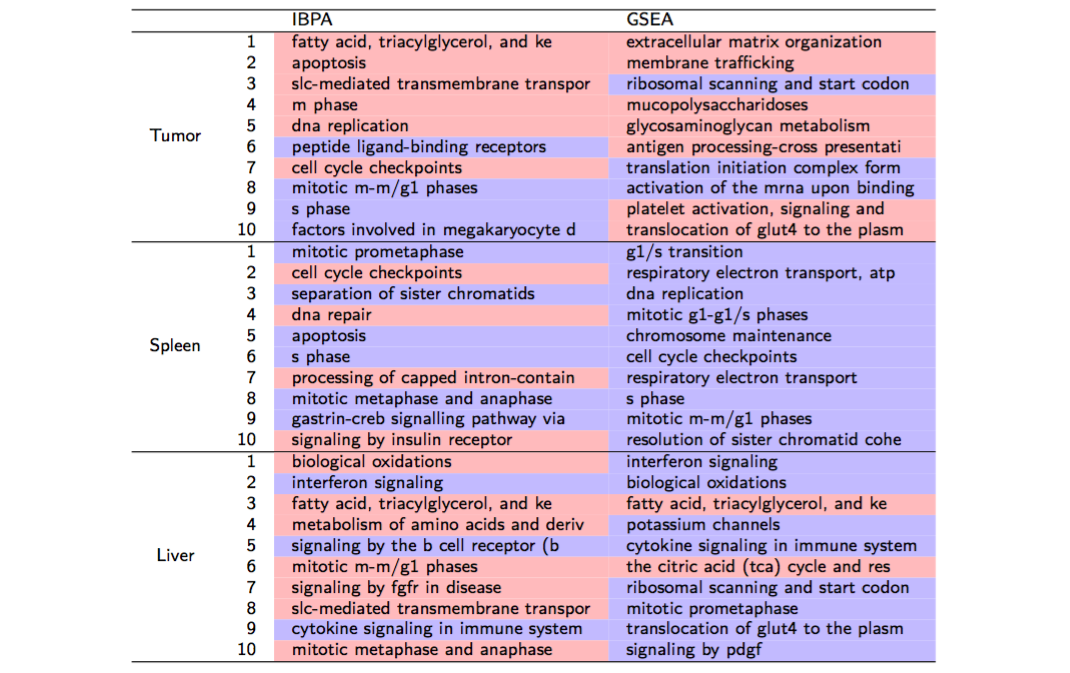 IBPA GSEA
Tumor
1 fatty acid, triacylglycerol, and ke extracellular matrix organization
2 apoptosis membrane trafficking
3 slc-mediated transmembrane transpor ribosomal scanning and start codon
4 m phase mucopolysaccharidoses
5 dna replication glycosaminoglycan metabolism
6 peptide ligand-binding receptors antigen processing-cross presentati
7 cell cycle checkpoints translation initiation complex form
8 mitotic m-m/g1 phases activation of the mrna upon binding
9 s phase platelet activation, signaling and
10 factors involved in megakaryocyte d translocation of glut4 to the plasm
Spleen
1 mitotic prometaphase g1/s transition
2 cell cycle checkpoints respiratory electron transport, atp
3 separation of sister chromatids dna replication
4 dna repair mitotic g1-g1/s phases
5 apoptosis chromosome maintenance
6 s phase cell cycle checkpoints
7 processing of capped intron-contain respiratory electron transport
8 mitotic metaphase and anaphase s phase
9 gastrin-creb signalling pathway via mitotic m-m/g1 phases
10 signaling by insulin receptor resolution of sister chromatid cohe
Liver
1 biological oxidations interferon signaling
2 interferon signaling biological oxidations
3 fatty acid, triacylglycerol, and ke fatty acid, triacylglycerol, and ke
4 metabolism of amino acids and deriv potassium channels
5 signaling by the b cell receptor (b cytokine signaling in immune system
6 mitotic m-m/g1 phases the citric acid (tca) cycle and res
7 signaling by fgfr in disease ribosomal scanning and start codon
8 slc-mediated transmembrane transpor mitotic prometaphase
9 cytokine signaling in immune system translocation of glut4 to the plasm
10 mitotic metaphase and anaphase signaling by pdgf